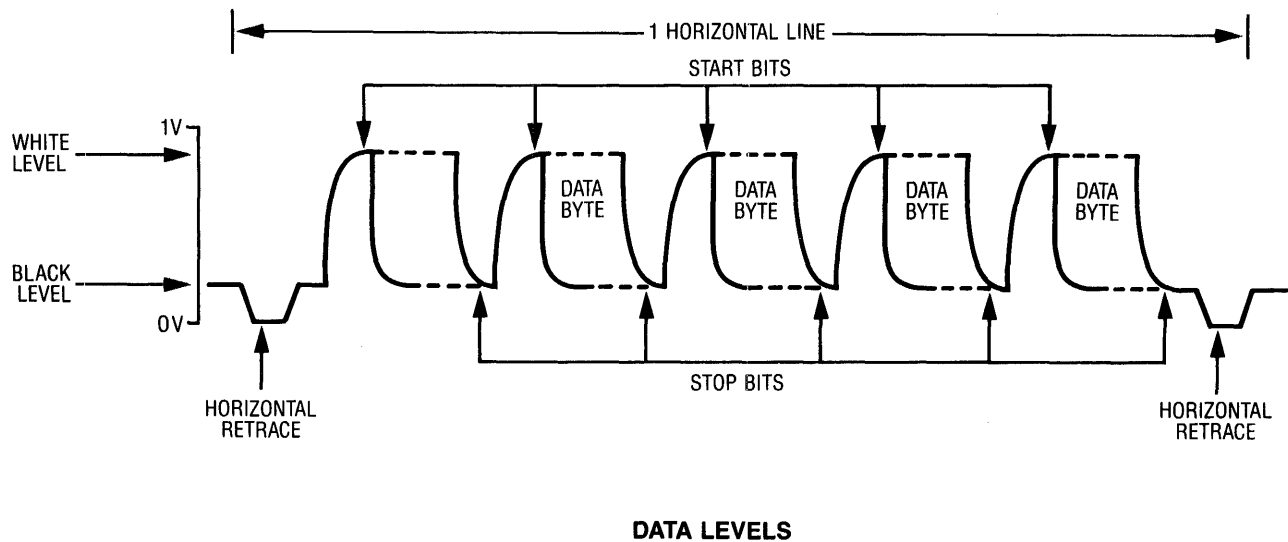 1 HORIZONTAL LINE
START BITS
1V
WHITE
LEVEL
DATA
BYTE
DATA
BYTE
DATA
BYTE
DATA
BYTE
BLACK
LEVEL
0V
STOP BITS
HORIZONTAL
RETRACE
HORIZONTAL
RETRACE
DATA LEVELS